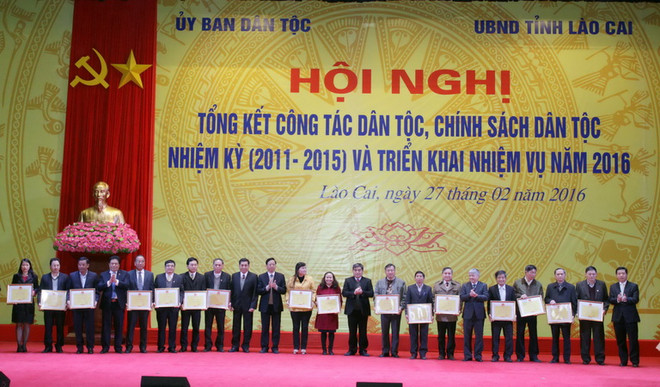 ỦY BAN DÂN TỘC
UBND TỈNH LÀO CAI
HỘI NGHỊ
TỔNG KẾT CÔNG TÁC DÂN TỘC, CHÍNH SÁCH DÂN TỘC
NHIỆM KỲ (2011- 2015) VÀ TRIỂN KHAI NHIỆM VỤ NĂM 2016
Lào Cai, ngày 27 tháng 02 năm 2016